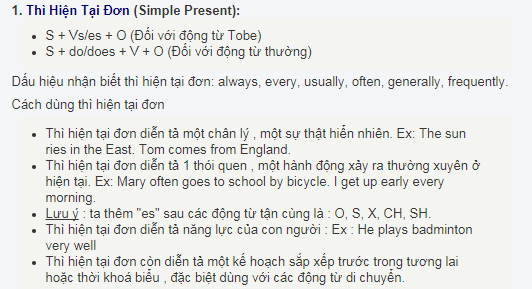 1. Thì Hiện Tại Đơn (Simple Present):
• S + Vs/es + O (Đối với động từ Tobe)
• S + do/does + V + O (Đối với động từ thường)
Dấu hiệu nhận biết thì hiện tại đơn: always, every, usually, often, generally, frequently.
Cách dùng thì hiện tại đơn
• Thì hiện tại đơn diễn tả một chân lý , một sự thật hiển nhiên. Ex: The sun
ries in the East. Tom comes from England.
• Thì hiện tại đơn diễn tả 1 thói quen , một hành động xảy ra thường xuyên ở
hiện tại. Ex: Mary often goes to school by bicycle. I get up early every
morning.
• Lưu ý : ta thêm "es" sau các động từ tận cùng là : O, S, X, CH, SH.
• Thì hiện tại đơn diễn tả năng lực của con người : Ex : He plays badminton
very well
• Thì hiện tại đơn còn diễn tả một kế hoạch sắp xếp trước trong tương lai
hoặc thời khoá biểu , đặc biệt dùng với các động từ di chuyển.